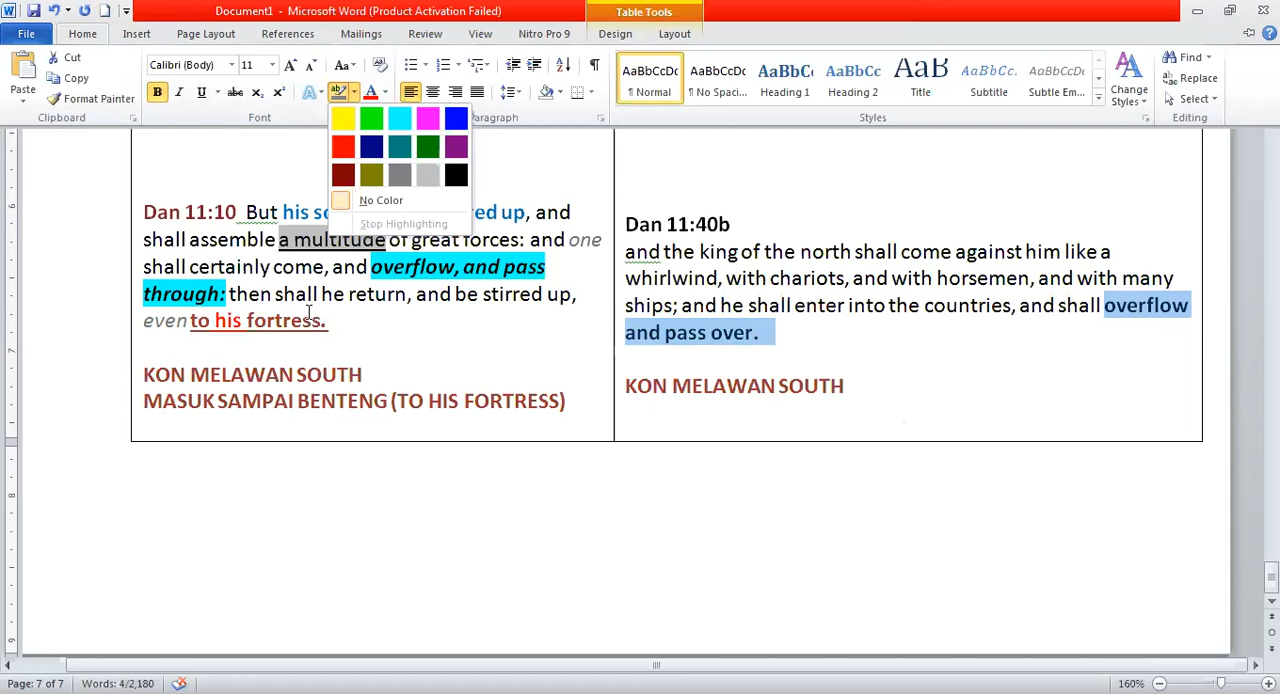 Document1 - Microsoft Word (Product Activation Failed)
Table Tools
File Home Insert Page Layout References Mailings Review View Nitro Pro 9 Design Layout
Cut
Copy
Format Painter
Paste
Clipboard
Calibri (Body) 11
Font
Paragraph
AaBbCcDc AaBbCcDc AaBbC AaBbCc AaB AaBbCc. AaBbCcDc
¶ Normal ¶ No Spaci... Heading 1 Heading 2 Title Subtitle Subtle Em...
Change
Styles
Styles
Find
Replace
Select
Editing
No Color
Stop Highlighting
Dan 11:10 But his so red up, and
shall assemble a multitude of great forces: and one
shall certainly come, and overflow, and pass
through: then shall he return, and be stirred up,
even to his fortress.
KON MELAWAN SOUTH
MASUK SAMPAI BENTENG (TO HIS FORTRESS)
Dan 11:40b
and the king of the north shall come against him like a
whirlwind, with chariots, and with horsemen, and with many
ships; and he shall enter into the countries, and shall overflow
and pass over.
KON MELAWAN SOUTH
Page: 7 of 7 Words: 4/2,180 160%